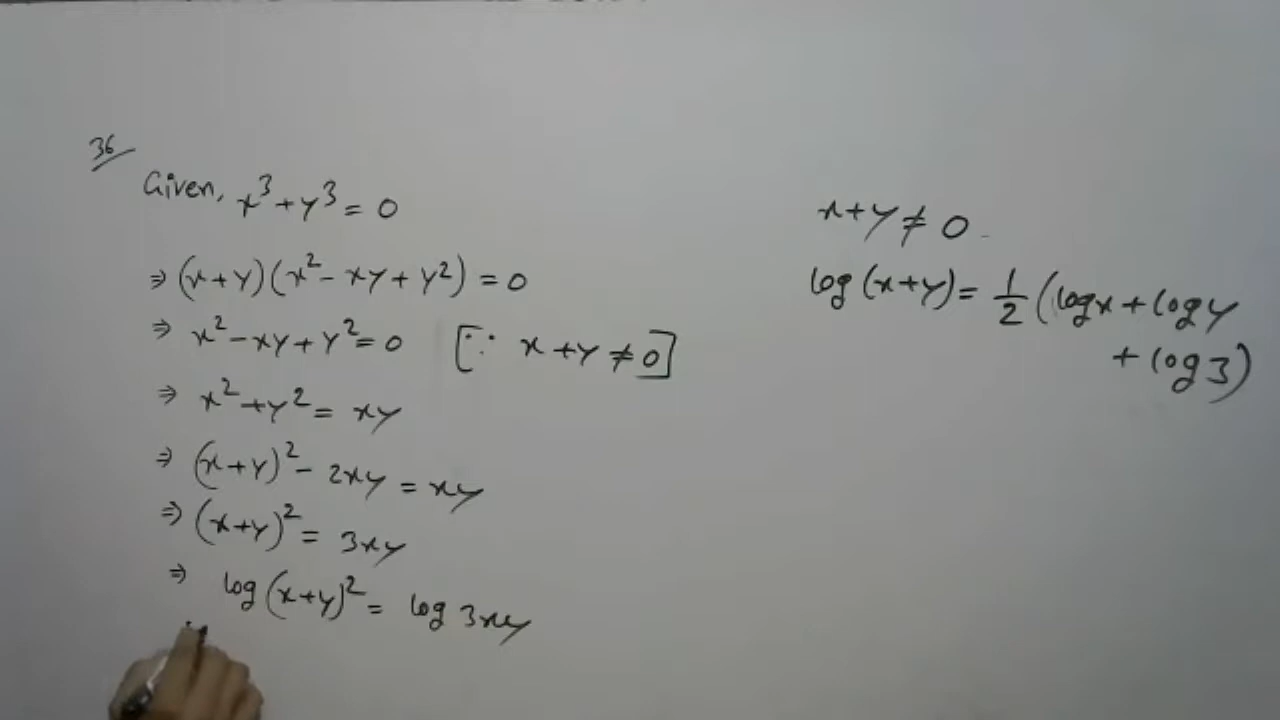 36
Given, x³ + y³ = 0
⇒ (x+y)(x² - xy + y²) = 0
⇒ x² - xy + y² = 0 [∵ x + y ≠ 0]
⇒ x² + y² = xy
⇒ (x+y)² - 2xy = xy
⇒ (x+y)² = 3xy
⇒ log(x+y)² = log 3xy
x+y ≠ 0
log(x+y) = 1/2 (log x + log y
+ log 3)